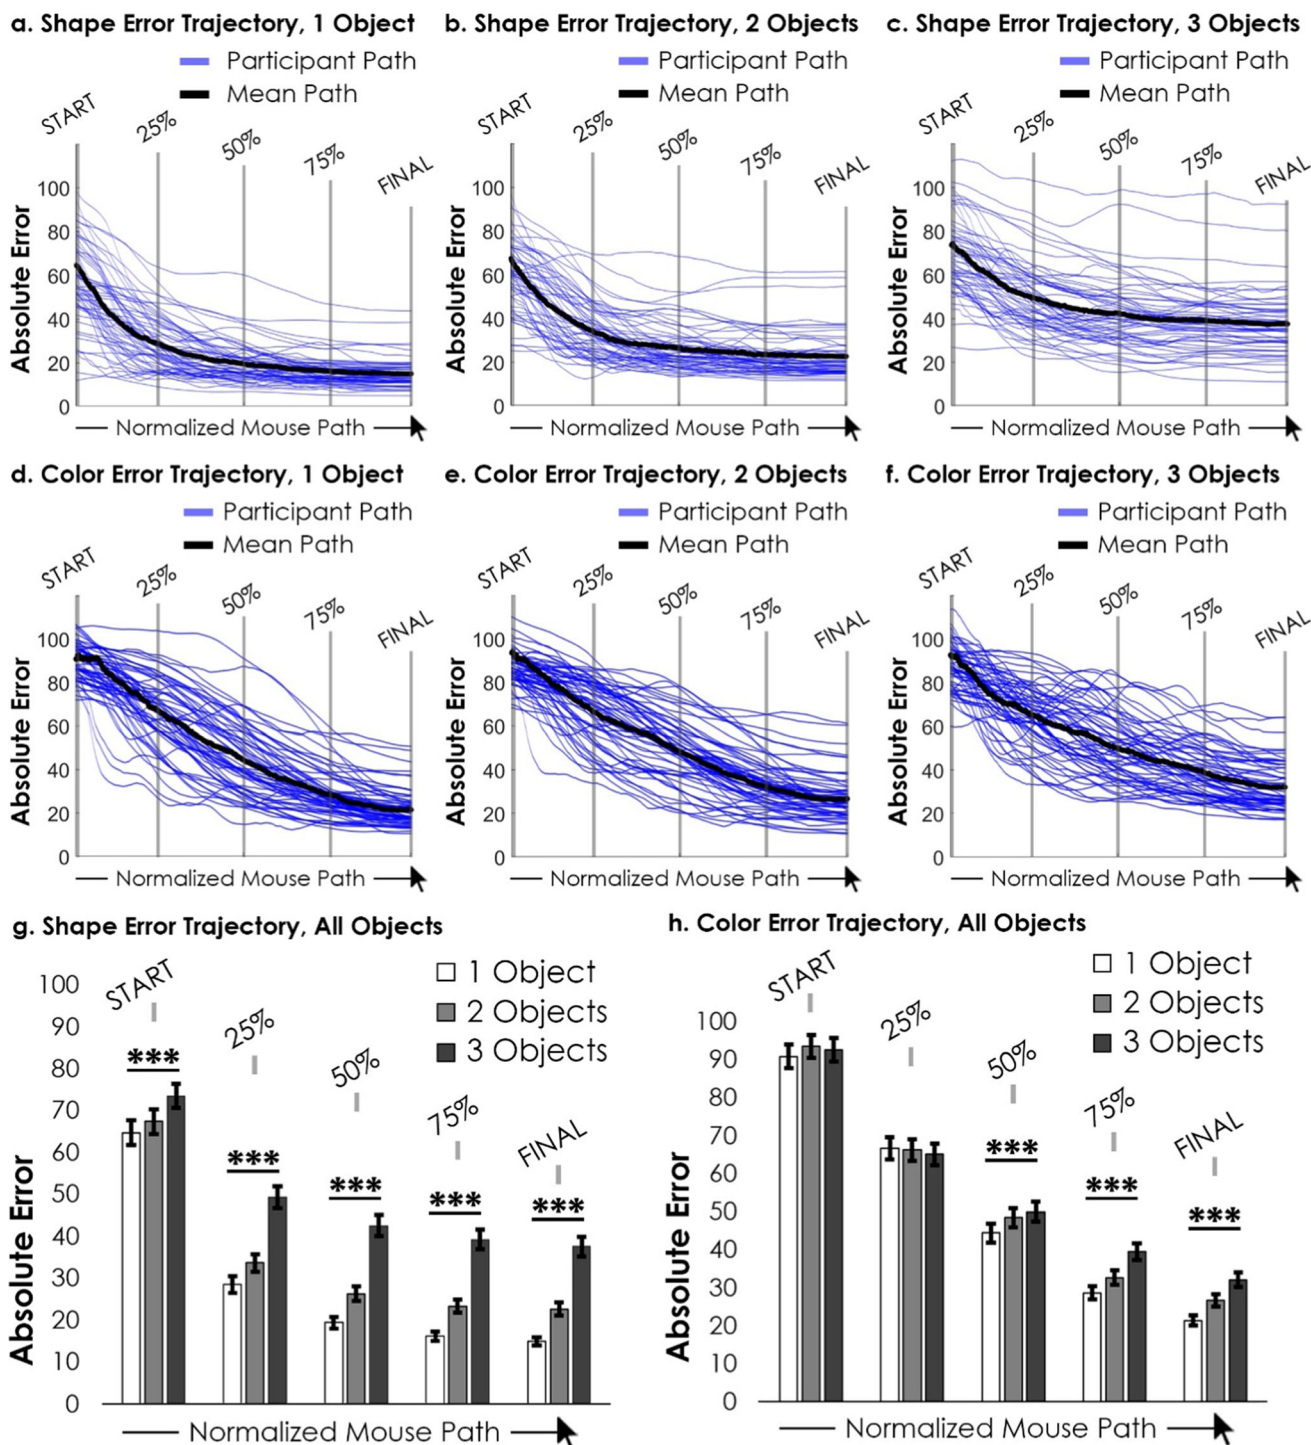 a. Shape Error Trajectory, 1 Object
b. Shape Error Trajectory, 2 Objects
c. Shape Error Trajectory, 3 Objects
Participant Path
Mean Path
Participant Path
Mean Path
Participant Path
Mean Path
START
25%
50%
75%
FINAL
START
25%
50%
75%
FINAL
START
25%
50%
75%
FINAL
Absolute Error
100
80
60
40
20
0
Absolute Error
100
80
60
40
20
0
Absolute Error
100
80
60
40
20
0
Normalized Mouse Path
Normalized Mouse Path
Normalized Mouse Path
d. Color Error Trajectory, 1 Object
e. Color Error Trajectory, 2 Objects
f. Color Error Trajectory, 3 Objects
Participant Path
Mean Path
Participant Path
Mean Path
Participant Path
Mean Path
START
25%
50%
75%
FINAL
START
25%
50%
75%
FINAL
START
25%
50%
75%
FINAL
Absolute Error
100
80
60
40
20
0
Absolute Error
100
80
60
40
20
0
Absolute Error
100
80
60
40
20
0
Normalized Mouse Path
Normalized Mouse Path
Normalized Mouse Path
g. Shape Error Trajectory, All Objects
1 Object
2 Objects
3 Objects
START
25%
50%
75%
FINAL
***
***
***
***
***
Absolute Error
100
90
80
70
60
50
40
30
20
10
0
Normalized Mouse Path
h. Color Error Trajectory, All Objects
1 Object
2 Objects
3 Objects
START
25%
50%
75%
FINAL
***
***
***
Absolute Error
100
90
80
70
60
50
40
30
20
10
0
Normalized Mouse Path